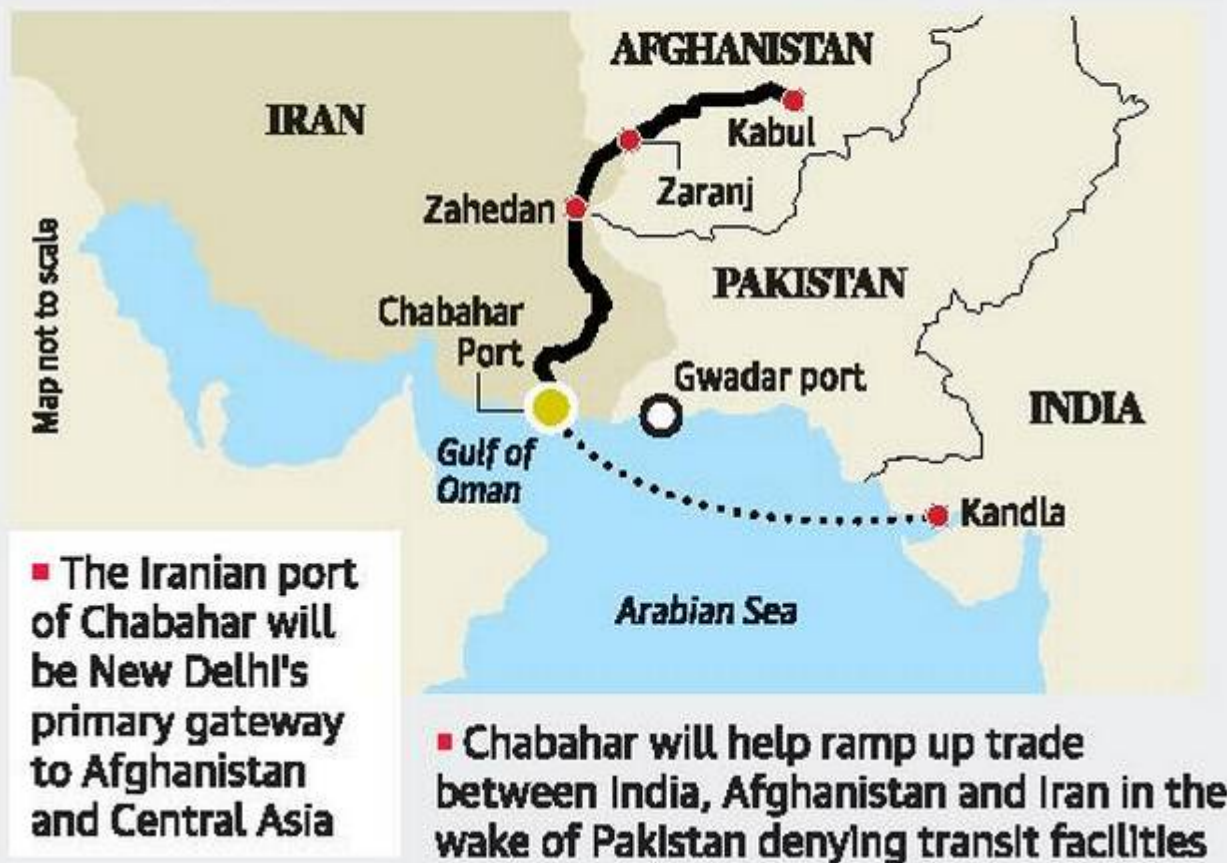 AFGHANISTAN
IRAN
Kabul
Zaranj
Zahedan
Map not to scale
PAKISTAN
Chabahar
Port
Gwadar port
INDIA
Gulf of
Oman
Kandla
Arabian Sea
▪ The Iranian port
of Chabahar will
be New Delhi's
primary gateway
to Afghanistan
and Central Asia
▪ Chabahar will help ramp up trade
between India, Afghanistan and Iran in the
wake of Pakistan denying transit facilities